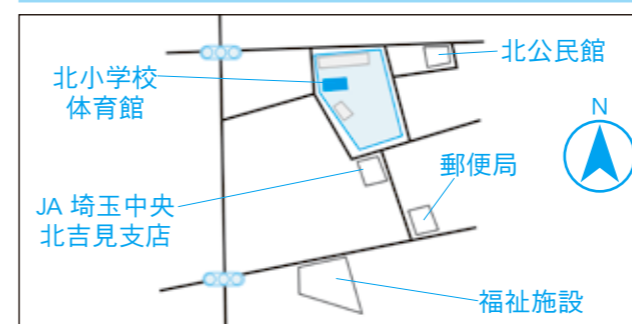 北公民館
北小学校
体育館
N
郵便局
JA 埼玉中央
北吉見支店
福祉施設